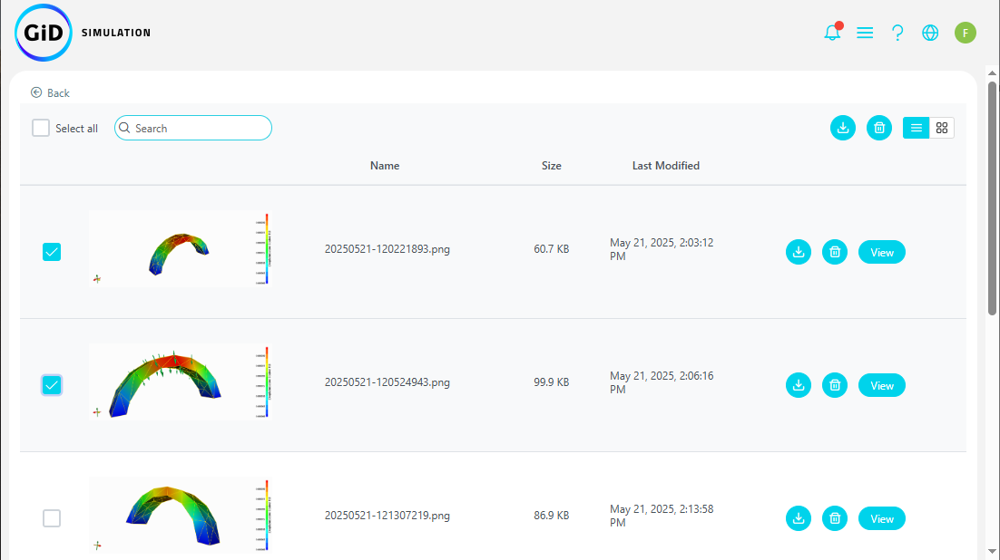 GiD SIMULATION
F
Back
Select all
Search
Name Size Last Modified
20250521-120221893.png 60.7 KB May 21, 2025, 2:03:12
PM
View
20250521-120524943.png 99.9 KB May 21, 2025, 2:06:16
PM
View
20250521-121307219.png 86.9 KB May 21, 2025, 2:13:58
PM
View